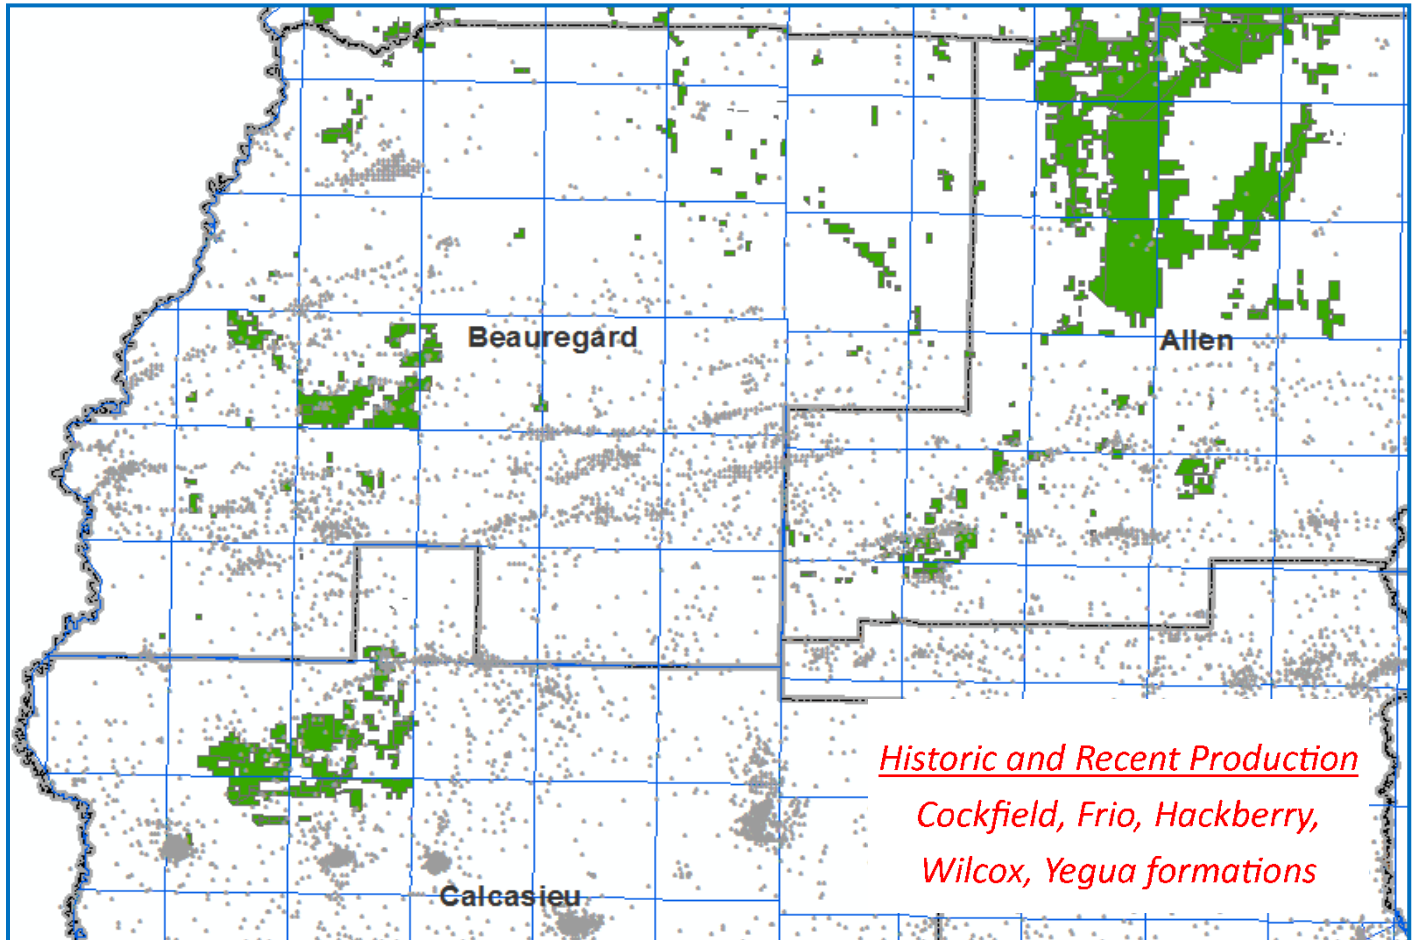 Beauregard
Allen
Historic and Recent Production
Cockfield, Frio, Hackberry,
Wilcox, Yegua formations
Calcasieu